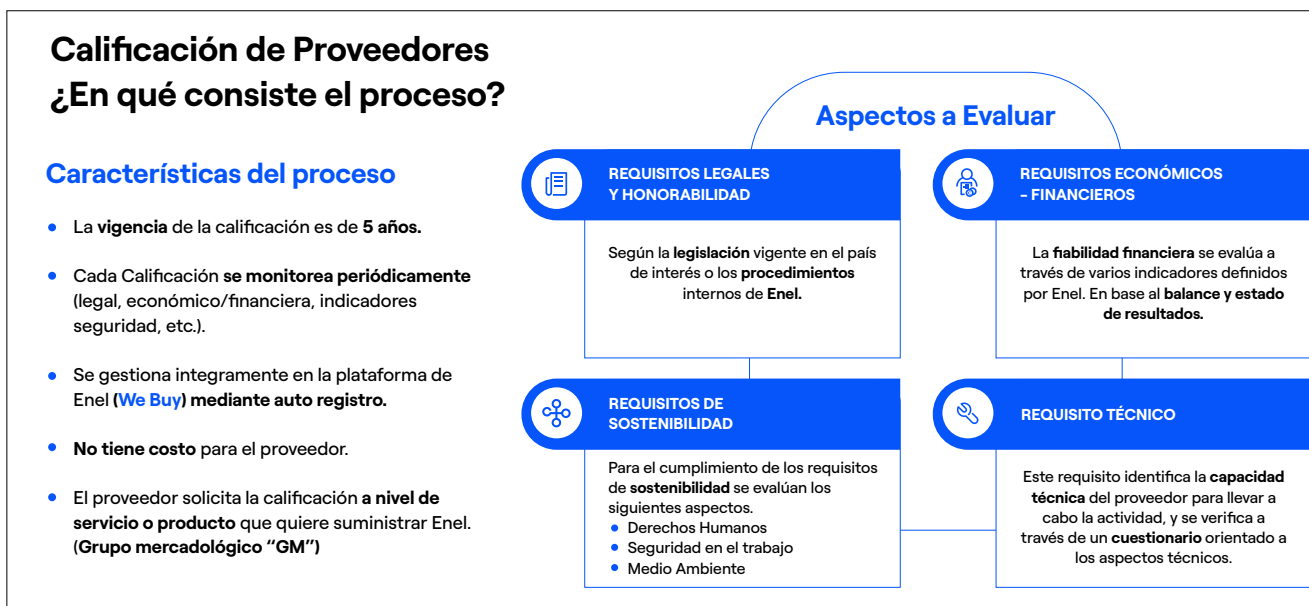 Calificación de Proveedores
¿En qué consiste el proceso?
Características del proceso
La vigencia de la calificación es de 5 años.
Cada Calificación se monitorea periódicamente
(legal, económico/financiera, indicadores
seguridad, etc.).
Se gestiona integramente en la plataforma de
Enel (We Buy) mediante auto registro.
No tiene costo para el proveedor.
El proveedor solicita la calificación a nivel de
servicio o producto que quiere suministrar Enel.
(Grupo mercadológico “GM”)
Aspectos a Evaluar
REQUISITOS LEGALES
Y HONORABILIDAD
Según la legislación vigente en el país
de interés o los procedimientos
internos de Enel.
REQUISITOS ECONÓMICOS
- FINANCIEROS
La fiabilidad financiera se evalúa a
través de varios indicadores definidos
por Enel. En base al balance y estado
de resultados.
REQUISITOS DE
SOSTENIBILIDAD
Para el cumplimiento de los requisitos
de sostenibilidad se evalúan los
siguientes aspectos.
Derechos Humanos
Seguridad en el trabajo
Medio Ambiente
REQUISITO TÉCNICO
Este requisito identifica la capacidad
técnica del proveedor para llevar a
cabo la actividad, y se verifica a
través de un cuestionario orientado a
los aspectos técnicos.